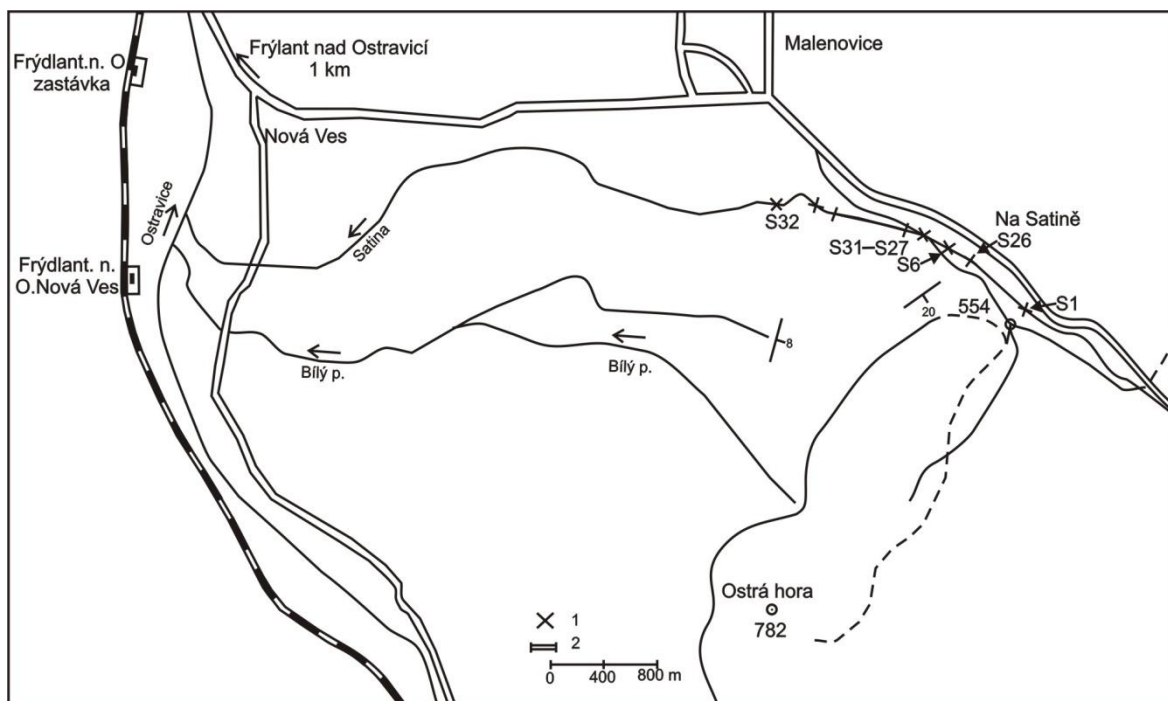 Frýdlant.n. O
zastávka
Frýlant nad Ostravicí
1 km
Malenovice
Nová Ves
Ostravice
Satina
S32
Na Satině
S26
S31–S27
S6
S1
Frýdlant. n.
O.Nová Ves
20
554
8
Bílý p.
Bílý p.
Ostrá hora
782
1
2
0 400 800 m